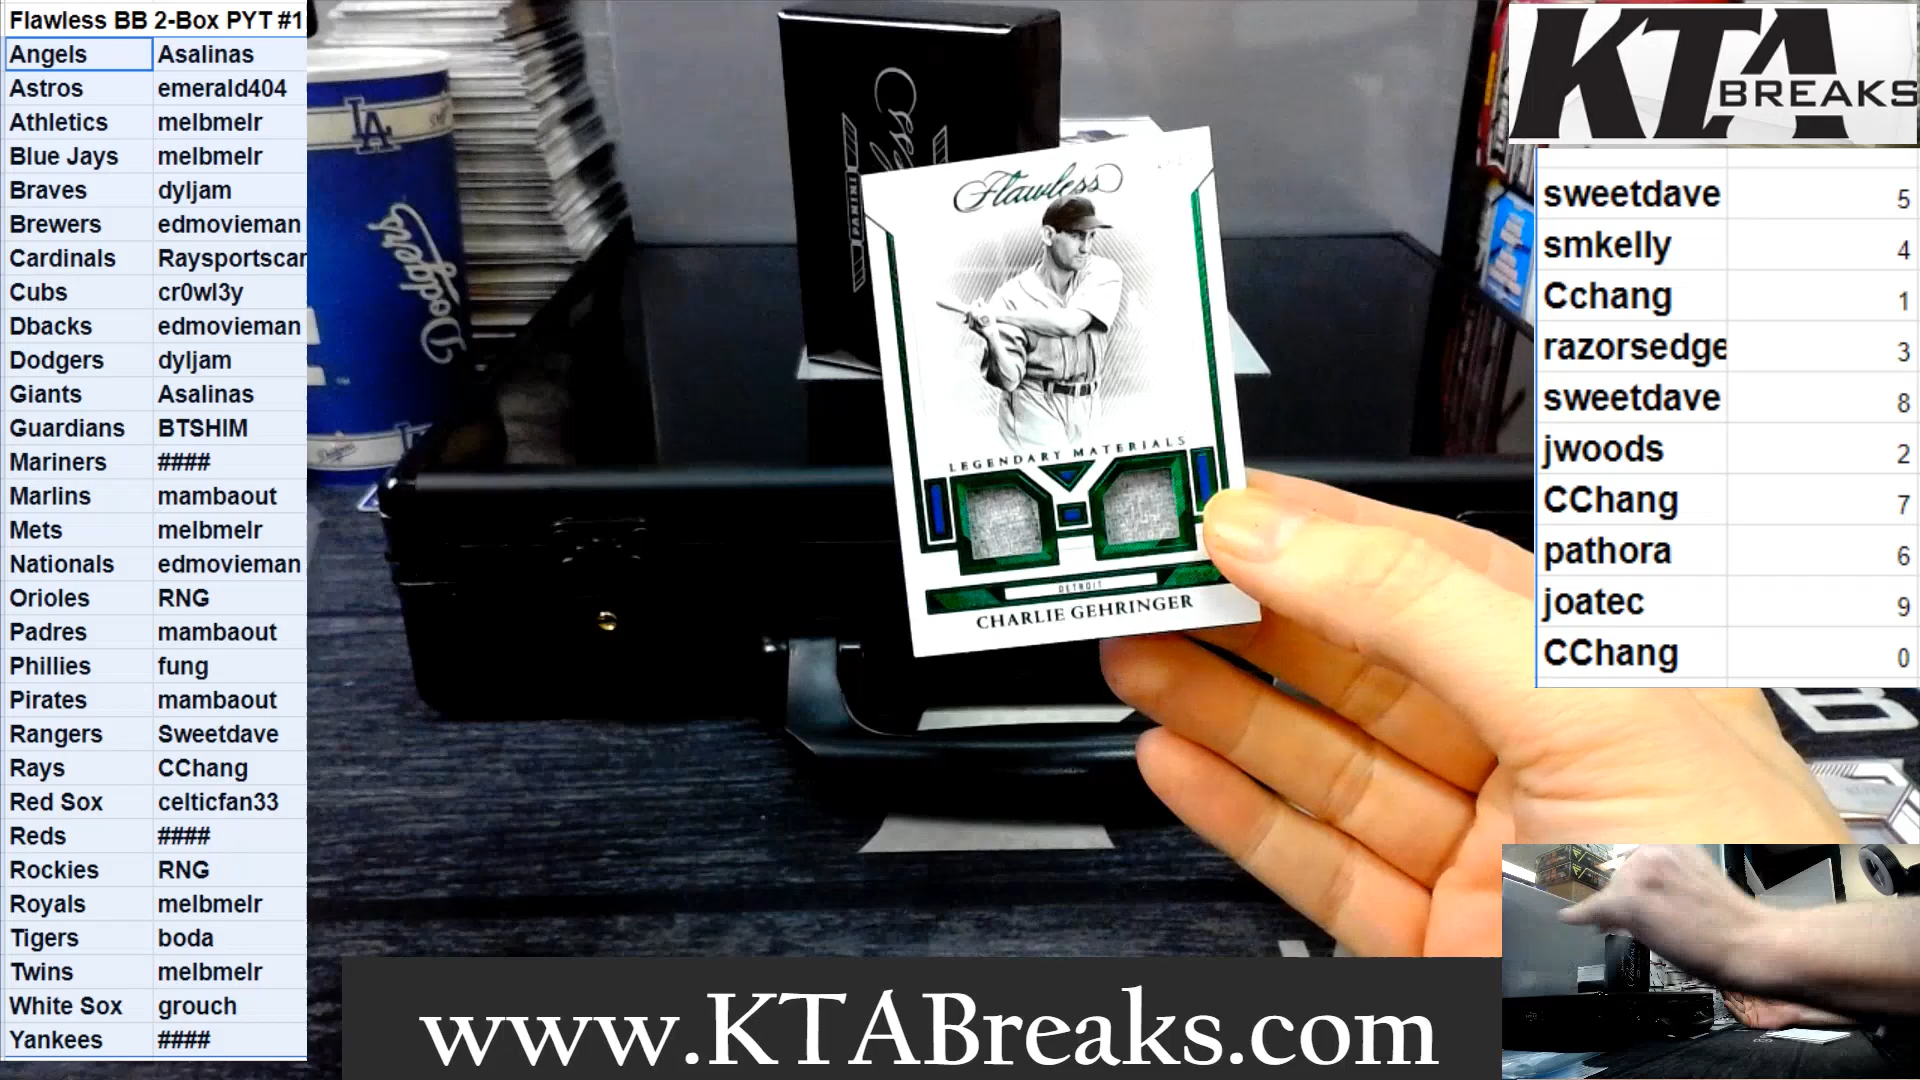 Flawless BB 2-Box PYT #1
Angels Asalinas
Astros emerald404
Athletics melbmelr
Blue Jays melbmelr
Braves dyljam
Brewers edmovieman
Cardinals Raysportscar
Cubs cr0wl3y
Dbacks edmovieman
Dodgers dyljam
Giants Asalinas
Guardians BTSHIM
Mariners ####
Marlins mambaout
Mets melbmelr
Nationals edmovieman
Orioles RNG
Padres mambaout
Phillies fung
Pirates mambaout
Rangers Sweetdave
Rays CChang
Red Sox celticfan33
Reds ####
Rockies RNG
Royals melbmelr
Tigers boda
Twins melbmelr
White Sox grouch
Yankees ####
LA
Dodgers
PANINI
Flawless
LEGENDARY MATERIALS
DETROIT
CHARLIE GEHRINGER
KTA
BREAKS
sweetdave 5
smkelly 4
Cchang 1
razorsedge 3
sweetdave 8
jwoods 2
CChang 7
pathora 6
joatec 9
CChang 0
www.KTABreaks.com